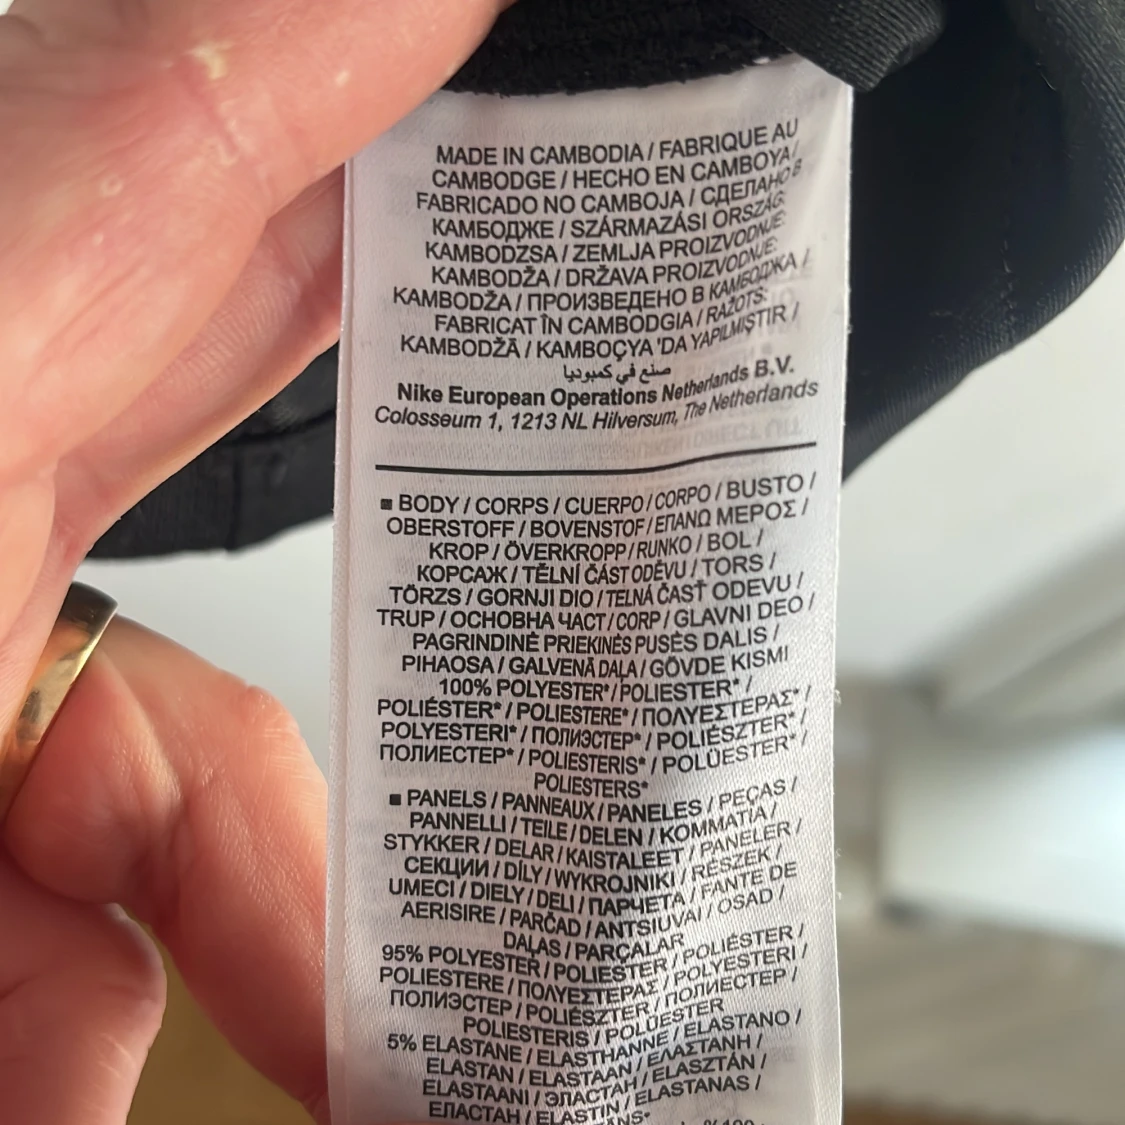 MADE IN CAMBODIA / FABRIQUE AU
CAMBODGE / HECHO EN CAMBOYA/
FABRICADO NO CAMBOJA / СДЕЛАНО В
КАМБОДЖЕ / SZÁRMAZÁSI ORSZÁG:
KAMBODZSA / ZEMLJA PROIZVODNJE:
KAMBODŽA / DRŽAVA PROIZVODNJE:
KAMBODŽA / ПРОИЗВЕДЕНО В КАМБОДЖА /
FABRICAT ÎN CAMBODGIA / RAŽOTS:
KAMBODŽĀ / KAMBOÇYA 'DA YAPILMIŞTIR /
صنع في كمبوديا
Nike European Operations Netherlands B.V.
Colosseum 1, 1213 NL Hilversum, The Netherlands
■ BODY / CORPS / CUERPO / CORPO / BUSTO /
OBERSTOFF / BOVENSTOF / ΕΠΑΝΩ ΜΕΡΟΣ /
KROP / ÖVERKROPP / RUNKO / BOL /
КОРСАЖ / TĚLNÍ ČÁST ODĚVU / TORS /
TÖRZS / GORNJI DIO / TELNÁ ČASŤ ODEVU /
TRUP / ОСНОВНА ЧАСТ / CORP / GLAVNI DEO /
PAGRINDINĖ PRIEKINĖS PUSĖS DALIS /
PIHAOSA / GALVENĀ DAĻA / GÖVDE KISMI
100% POLYESTER* / POLIESTER* /
POLIÉSTER* / POLIESTERE* / ΠΟΛΥΕΣΤΕΡΑΣ* /
POLYESTERI* / ПОЛИЭСТЕР* / POLIÉSZTER* /
ПОЛИЕСТЕР* / POLIESTERIS* / POLÜESTER* /
POLIESTERS*
■ PANELS / PANNEAUX / PANELES / PEÇAS /
PANNELLI / TEILE / DELEN / ΚΟΜΜΑΤΙΑ /
STYKKER / DELAR / KAISTALEET / PANELER /
СЕКЦИИ / DÍLY / WYKROJNIKI / RÉSZEK /
UMECI / DIELY / DELI / ПАРЧЕТА / FANTE DE
AERISIRE / PARČAD / ANTSIUVAI / OSAD /
DAĻAS / PARÇALAR
95% POLYESTER / POLIESTER / POLIÉSTER /
POLIESTERE / ΠΟΛΥΕΣΤΕΡΑΣ / POLYESTERI /
ПОЛИЭСТЕР / POLIÉSZTER / ПОЛИЕСТЕР /
POLIESTERIS / POLÜESTER
5% ELASTANE / ELASTHANNE / ELASTANO /
ELASTAN / ELASTAAN / ΕΛΑΣΤΑΝΗ /
ELASTAANI / ЭЛАСТАН / ELASZTÁN /
ЕЛАСТАН / ELASTIN / ELASTANAS /